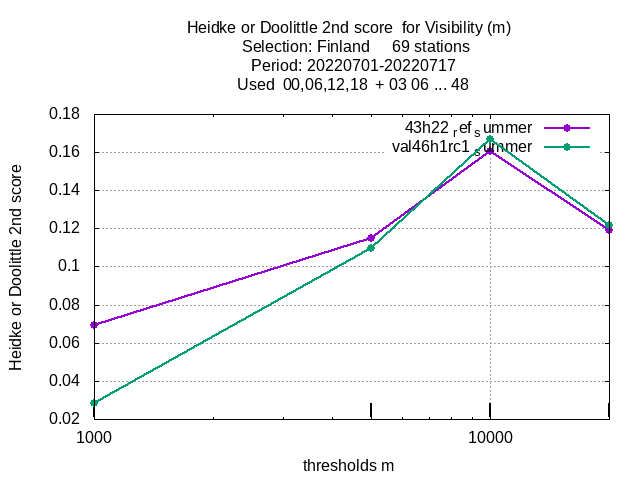 Heidke or Doolittle 2nd score  for Visibility (m)
Selection: Finland     69 stations
Period: 20220701-20220717
Used  00,06,12,18  + 03 06 ... 48
43h22 ref summer
val46h1rc1 summer
0.18
0.16
0.14
0.12
0.1
0.08
0.06
0.04
0.02
Heidke or Doolittle 2nd score
1000
10000
thresholds m